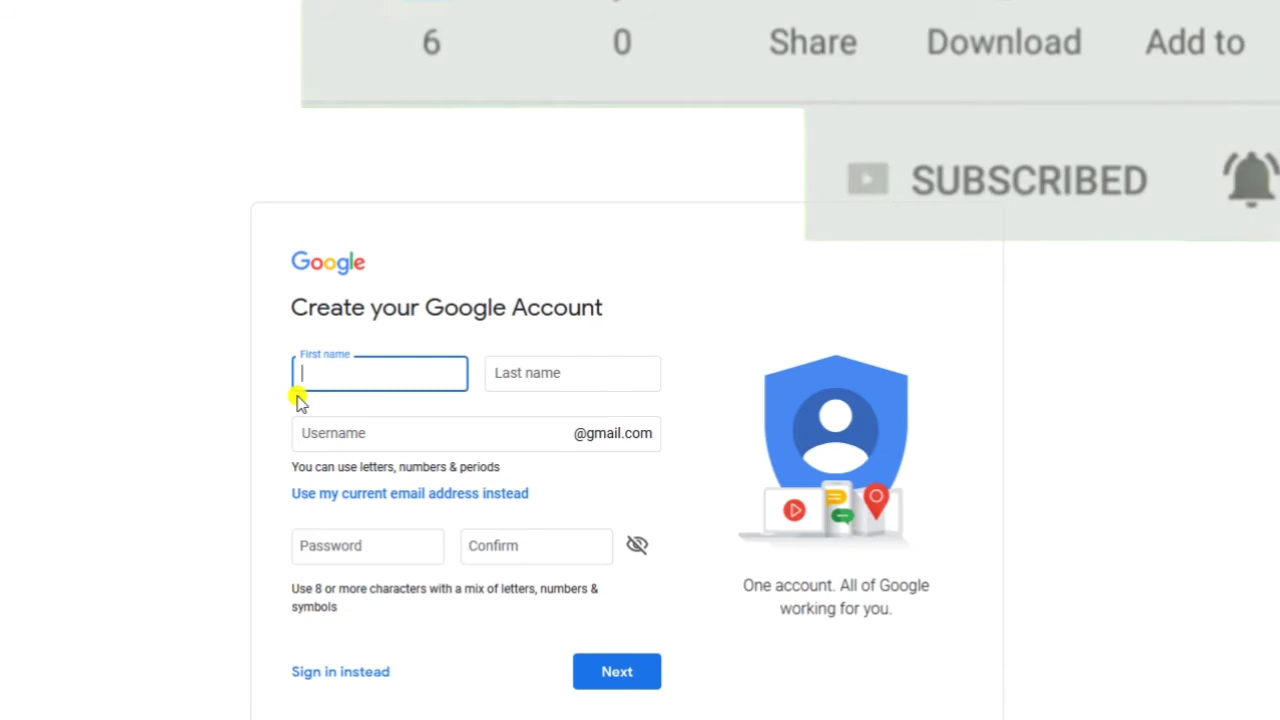 6 0 Share Download Add to
SUBSCRIBED
Google
Create your Google Account
First name
Last name
Username @gmail.com
You can use letters, numbers & periods
Use my current email address instead
Password Confirm
Use 8 or more characters with a mix of letters, numbers &
symbols
Sign in instead Next
One account. All of Google
working for you.